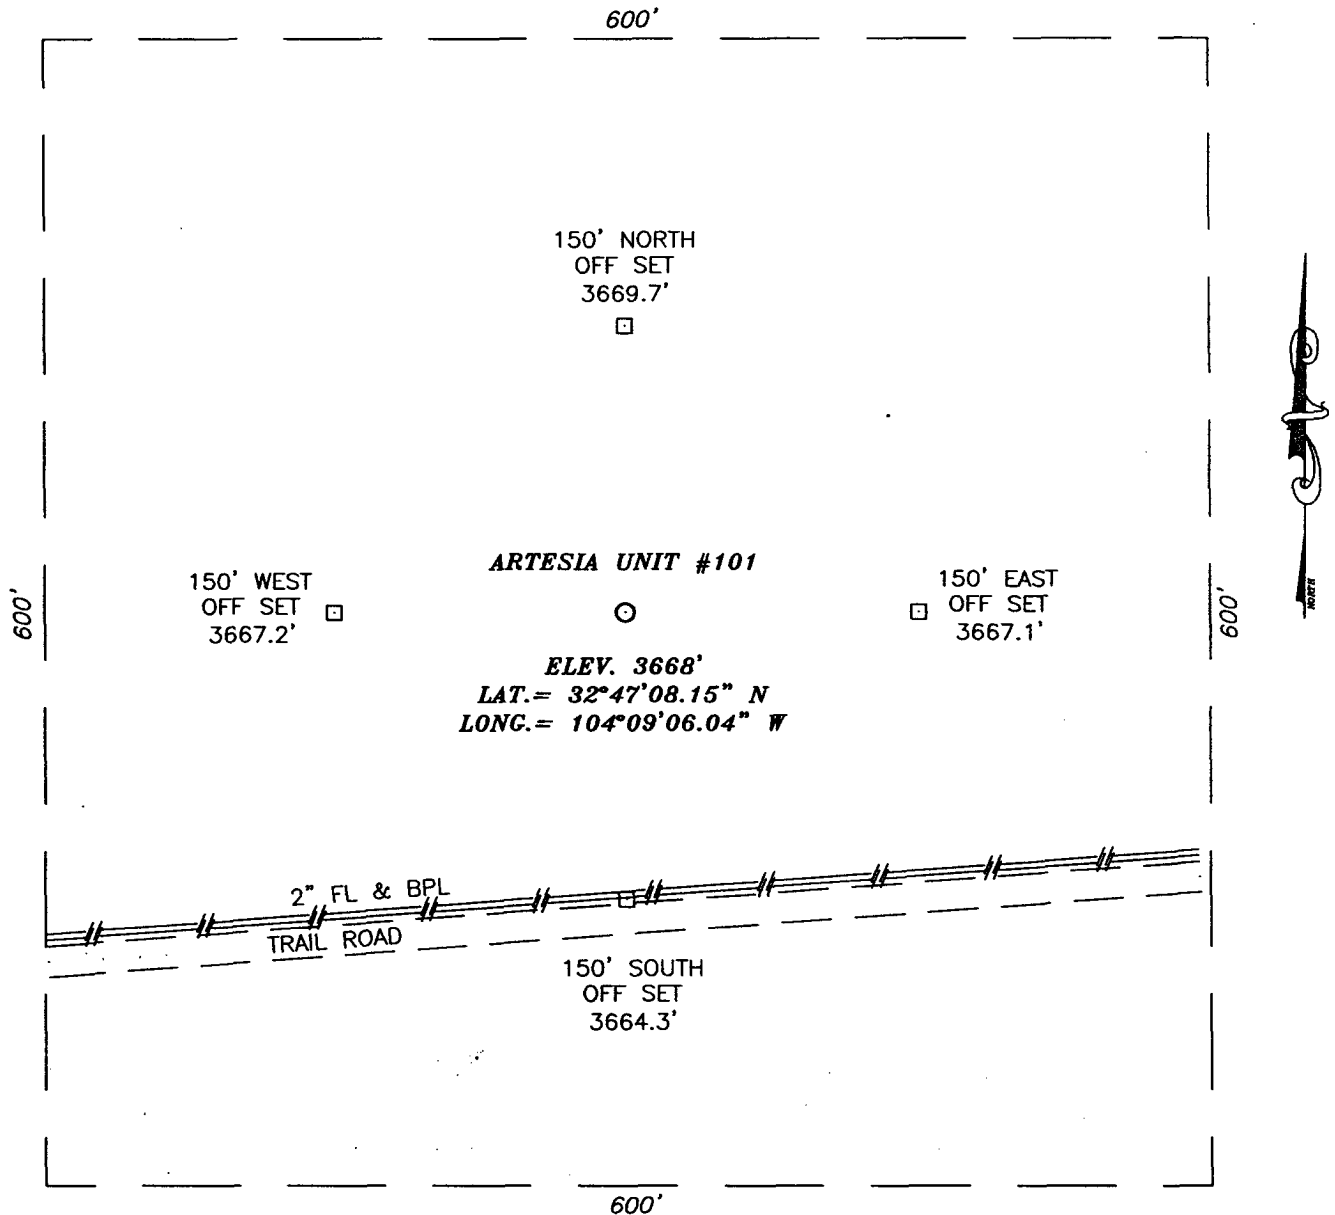 600'
150' NORTH
OFF SET
3669.7'
NORTH
ARTESIA UNIT #101
150' WEST
OFF SET
3667.2'
150' EAST
OFF SET
3667.1'
600'
600'
ELEV. 3668'
LAT.= 32°47'08.15" N
LONG.= 104°09'06.04" W
2" FL & BPL
TRAIL ROAD
150' SOUTH
OFF SET
3664.3'
600'